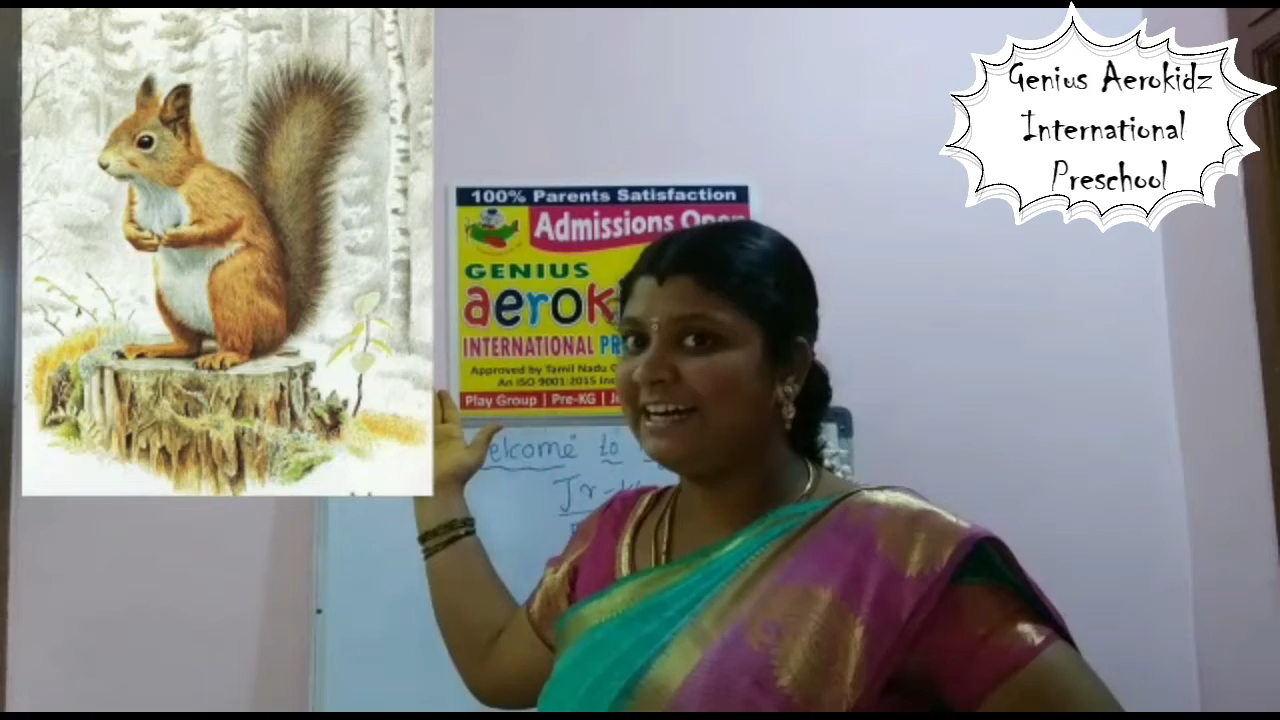 Genius Aerokidz
International
Preschool
100% Parents Satisfaction
Admissions Open
GENIUS
aerok
INTERNATIONAL PR
Approved by Tamil Nadu
An ISO 9001:2015
Play Group | Pre-KG | J
elcome to
Jr-K